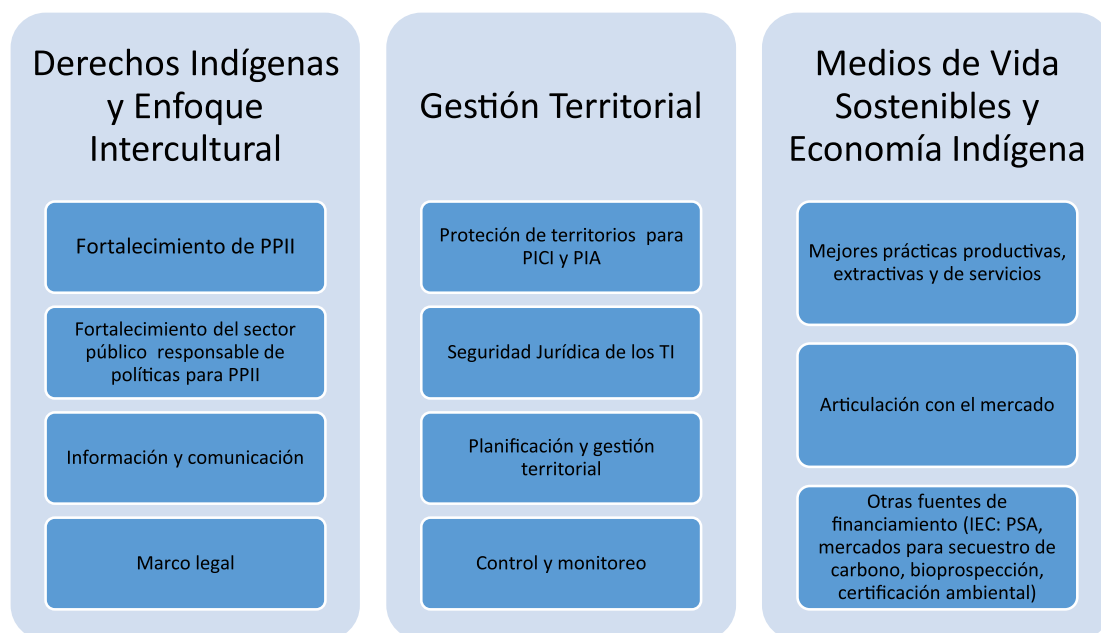 Derechos Indígenas
y Enfoque
Intercultural
Fortalecimiento de PPII
Fortalecimiento del sector
público responsable de
políticas para PPII
Información y comunicación
Marco legal
Gestión Territorial
Proteción de territorios para
PICI y PIA
Seguridad Jurídica de los TI
Planificación y gestión
territorial
Control y monitoreo
Medios de Vida
Sostenibles y
Economía Indígena
Mejores prácticas productivas,
extractivas y de servicios
Articulación con el mercado
Otras fuentes de
financiamiento (IEC: PSA,
mercados para secuestro de
carbono, bioprospección,
certificación ambiental)